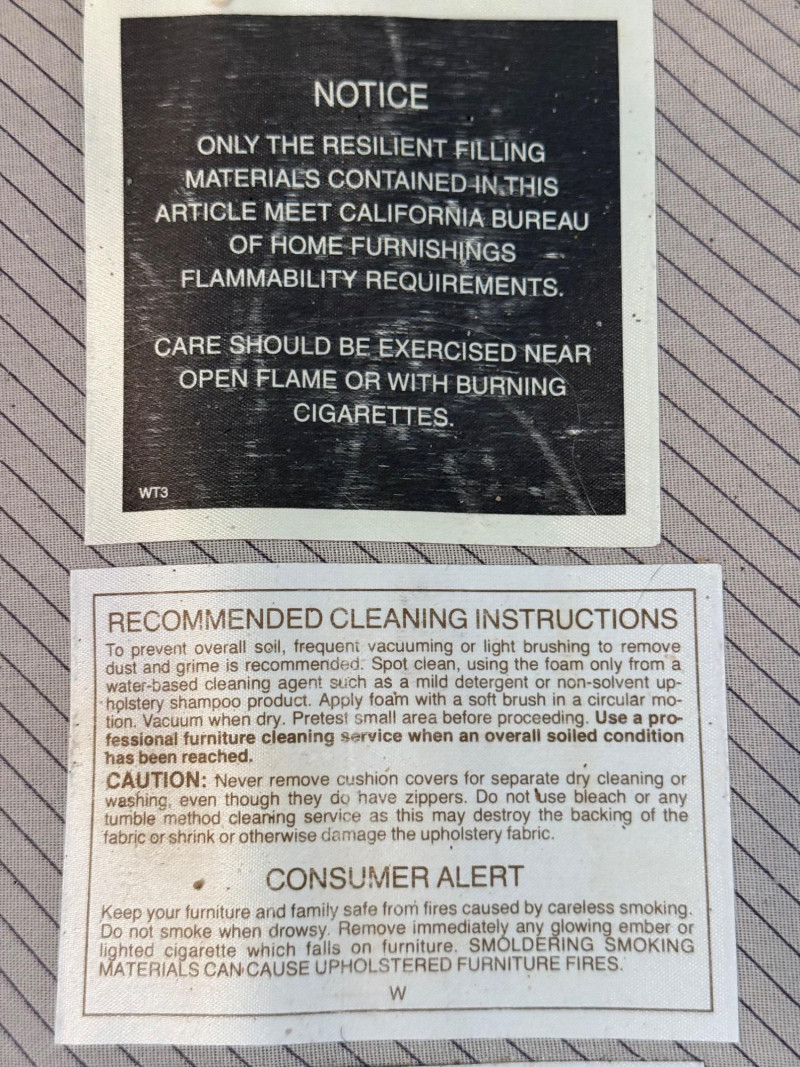 NOTICE
ONLY THE RESILIENT FILLING
MATERIALS CONTAINED IN THIS
ARTICLE MEET CALIFORNIA BUREAU
OF HOME FURNISHINGS
FLAMMABILITY REQUIREMENTS.
CARE SHOULD BE EXERCISED NEAR
OPEN FLAME OR WITH BURNING
CIGARETTES.
WT3
RECOMMENDED CLEANING INSTRUCTIONS
To prevent overall soil, frequent vacuuming or light brushing to remove
dust and grime is recommended. Spot clean, using the foam only from a
water-based cleaning agent such as a mild detergent or non-solvent up-
holstery shampoo product. Apply foam with a soft brush in a circular mo-
tion. Vacuum when dry. Pretest small area before proceeding. Use a pro-
fessional furniture cleaning service when an overall soiled condition
has been reached.
CAUTION: Never remove cushion covers for separate dry cleaning or
washing, even though they do have zippers. Do not use bleach or any
tumble method cleaning service as this may destroy the backing of the
fabric or shrink or otherwise damage the upholstery fabric.
CONSUMER ALERT
Keep your furniture and family safe from fires caused by careless smoking.
Do not smoke when drowsy. Remove immediately any glowing ember or
lighted cigarette which falls on furniture. SMOLDERING SMOKING
MATERIALS CAN CAUSE UPHOLSTERED FURNITURE FIRES.
W